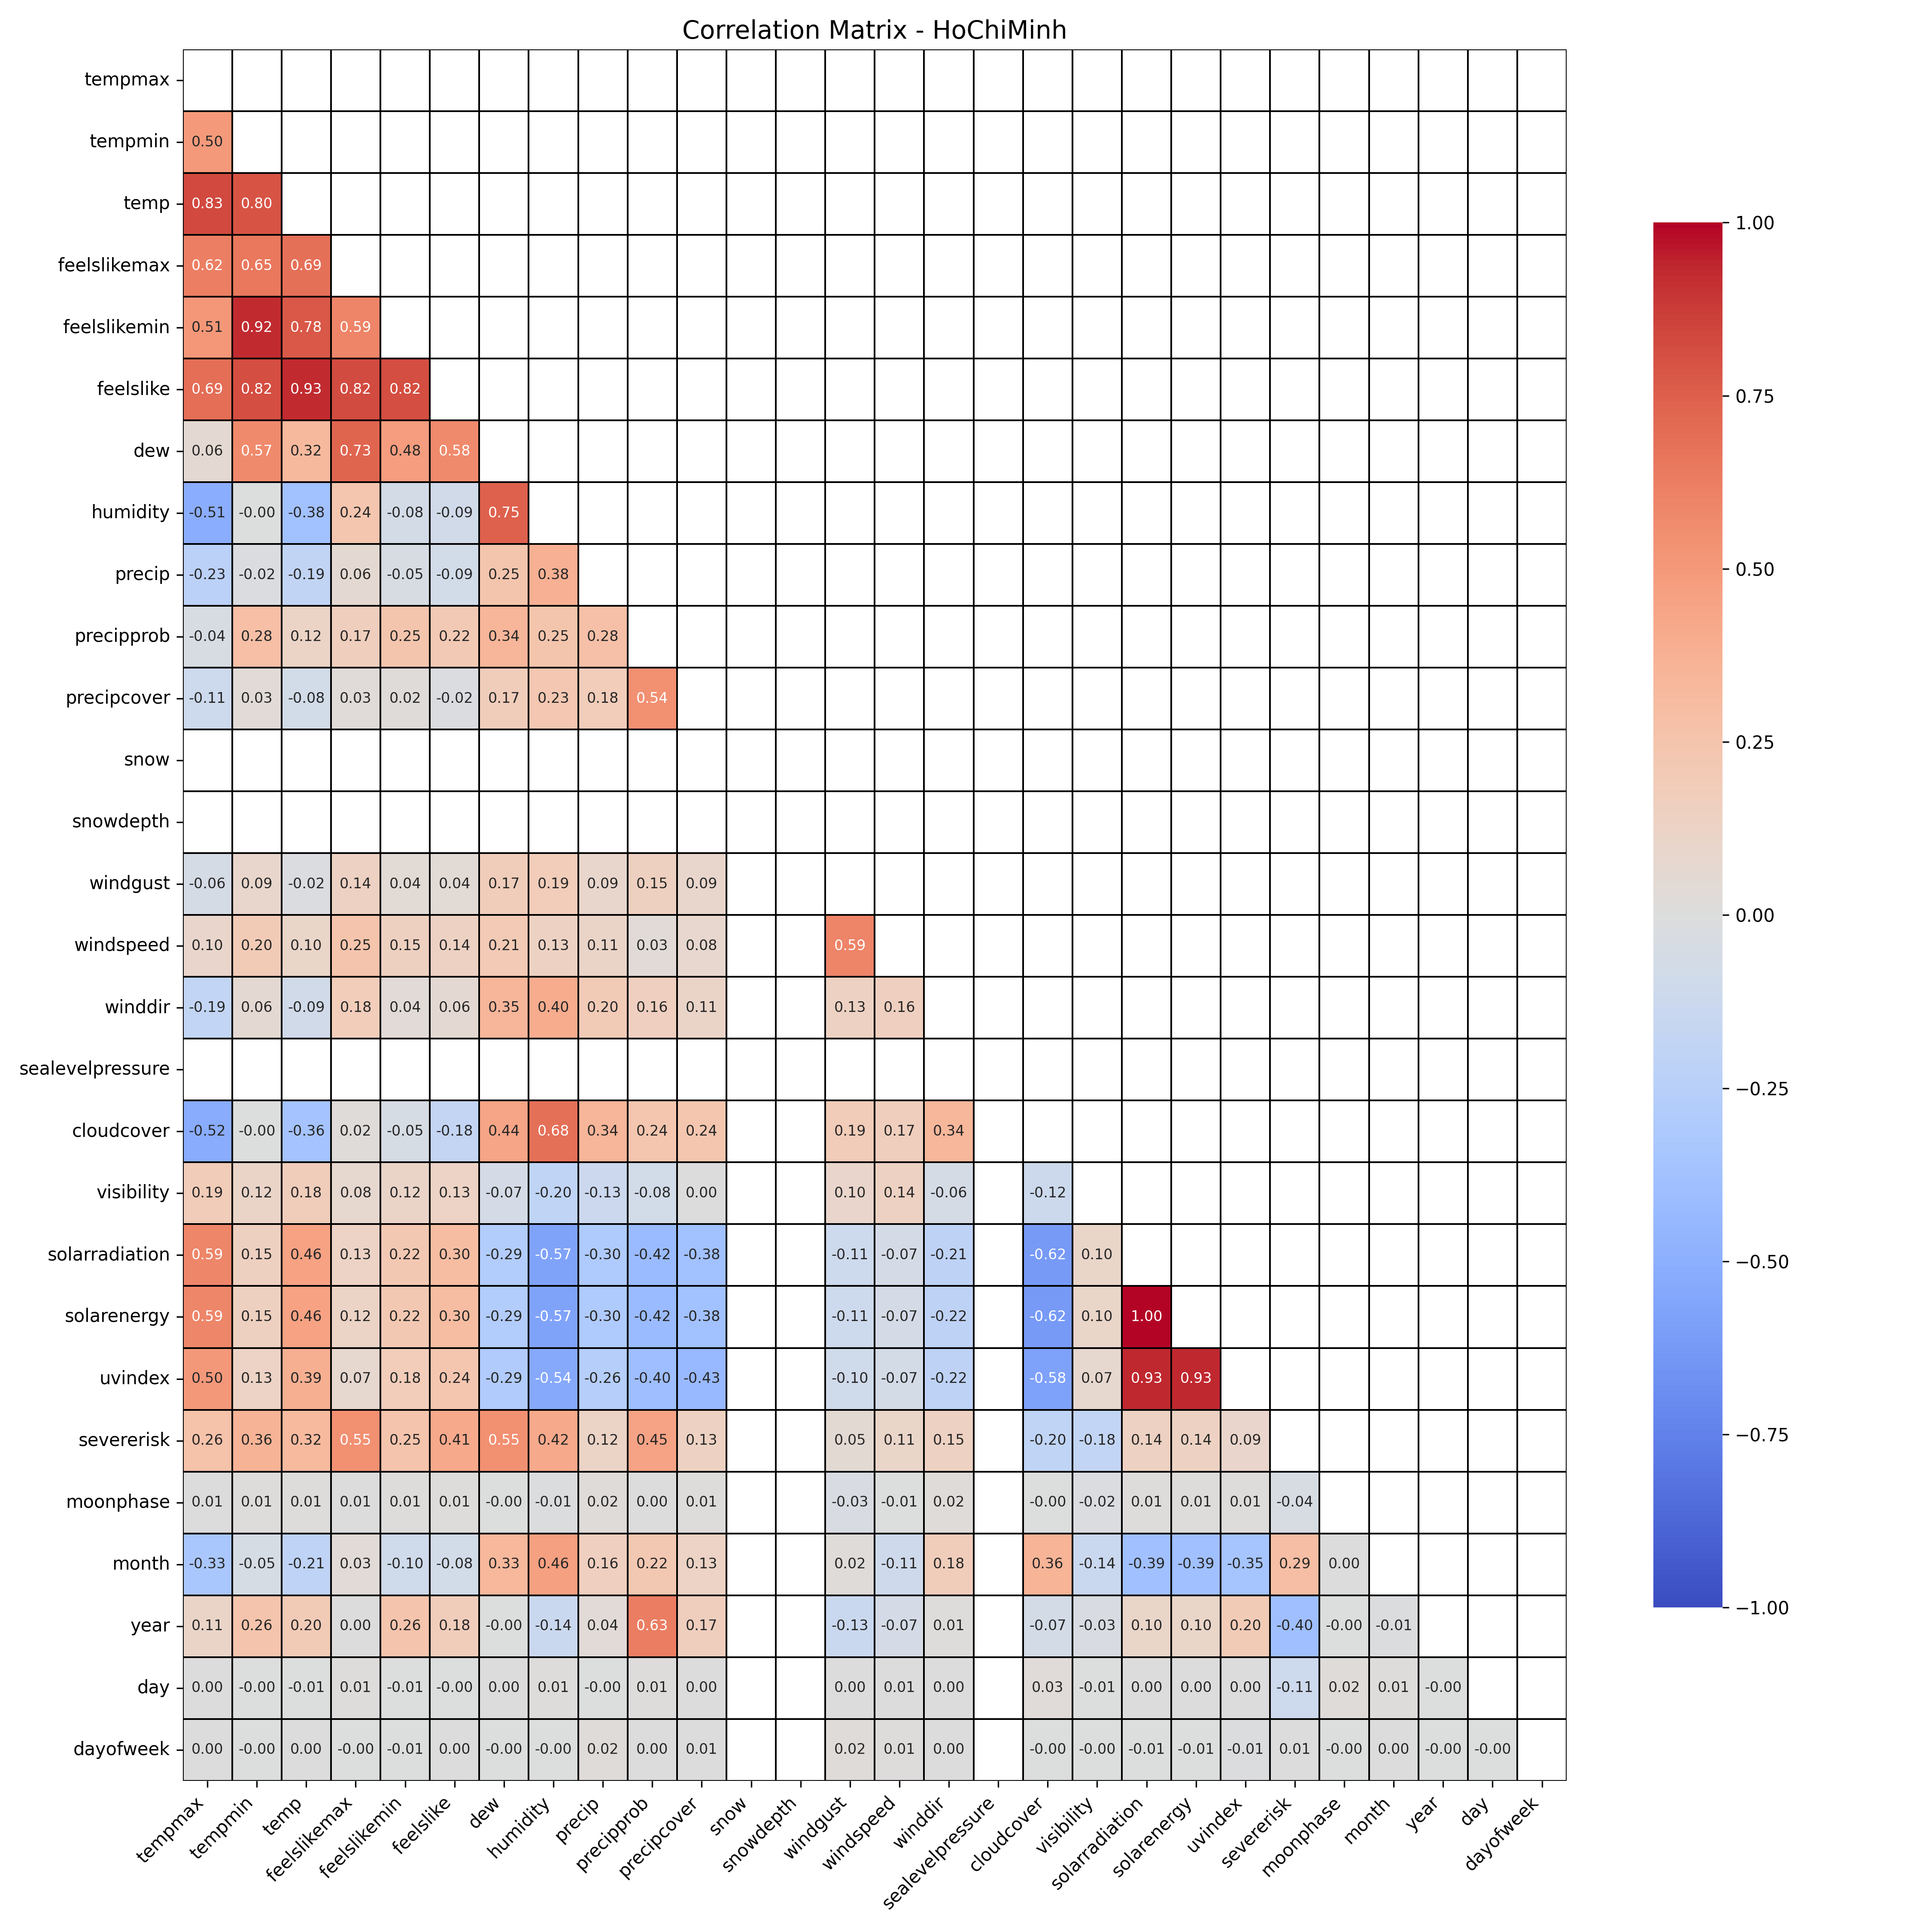 Correlation Matrix - HoChiMinh
tempmax
tempmin 0.50
temp 0.83 0.80
feelslikemax 0.62 0.65 0.69
feelslikemin 0.51 0.92 0.78 0.59
feelslike 0.69 0.82 0.93 0.82 0.82
dew 0.06 0.57 0.32 0.73 0.48 0.58
humidity -0.51 -0.00 -0.38 0.24 -0.08 -0.09 0.75
precip -0.23 -0.02 -0.19 0.06 -0.05 -0.09 0.25 0.38
precipprob -0.04 0.28 0.12 0.17 0.25 0.22 0.34 0.25 0.28
precipcover -0.11 0.03 -0.08 0.03 0.02 -0.02 0.17 0.23 0.18 0.54
snow
snowdepth
windgust -0.06 0.09 -0.02 0.14 0.04 0.04 0.17 0.19 0.09 0.15 0.09
windspeed 0.10 0.20 0.10 0.25 0.15 0.14 0.21 0.13 0.11 0.03 0.08 0.59
winddir -0.19 0.06 -0.09 0.18 0.04 0.06 0.35 0.40 0.20 0.16 0.11 0.13 0.16
sealevelpressure
cloudcover -0.52 -0.00 -0.36 0.02 -0.05 -0.18 0.44 0.68 0.34 0.24 0.24 0.19 0.17 0.34
visibility 0.19 0.12 0.18 0.08 0.12 0.13 -0.07 -0.20 -0.13 -0.08 0.00 0.10 0.14 -0.06 -0.12
solarradiation 0.59 0.15 0.46 0.13 0.22 0.30 -0.29 -0.57 -0.30 -0.42 -0.38 -0.11 -0.07 -0.21 -0.62 0.10
solarenergy 0.59 0.15 0.46 0.12 0.22 0.30 -0.29 -0.57 -0.30 -0.42 -0.38 -0.11 -0.07 -0.22 -0.62 0.10 1.00
uvindex 0.50 0.13 0.39 0.07 0.18 0.24 -0.29 -0.54 -0.26 -0.40 -0.43 -0.10 -0.07 -0.22 -0.58 0.07 0.93 0.93
severerisk 0.26 0.36 0.32 0.55 0.25 0.41 0.55 0.42 0.12 0.45 0.13 0.05 0.11 0.15 -0.20 -0.18 0.14 0.14 0.09
moonphase 0.01 0.01 0.01 0.01 0.01 0.01 -0.00 -0.01 0.02 0.00 0.01 -0.03 -0.01 0.02 -0.00 -0.02 0.01 0.01 0.01 -0.04
month -0.33 -0.05 -0.21 0.03 -0.10 -0.08 0.33 0.46 0.16 0.22 0.13 0.02 -0.11 0.18 0.36 -0.14 -0.39 -0.39 -0.35 0.29 0.00
year 0.11 0.26 0.20 0.00 0.26 0.18 -0.00 -0.14 0.04 0.63 0.17 -0.13 -0.07 0.01 -0.07 -0.03 0.10 0.10 0.20 -0.40 -0.00 -0.01
day 0.00 -0.00 -0.01 0.01 -0.01 -0.00 0.00 0.01 -0.00 0.01 0.00 0.00 0.01 0.00 0.03 -0.01 0.00 0.00 0.00 -0.11 0.02 0.01 -0.00
dayofweek 0.00 -0.00 0.00 -0.00 -0.01 0.00 -0.00 -0.00 0.02 0.00 0.01 0.02 0.01 0.00 -0.00 -0.00 -0.01 -0.01 -0.01 0.01 -0.00 0.00 -0.00 -0.00
tempmax tempmin temp feelslikemax feelslikemin feelslike dew humidity precip precipprob precipcover snow snowdepth windgust windspeed winddir sealevelpressure cloudcover visibility solarradiation solarenergy uvindex severerisk moonphase month year day dayofweek
1.00
0.75
0.50
0.25
0.00
−0.25
−0.50
−0.75
−1.00